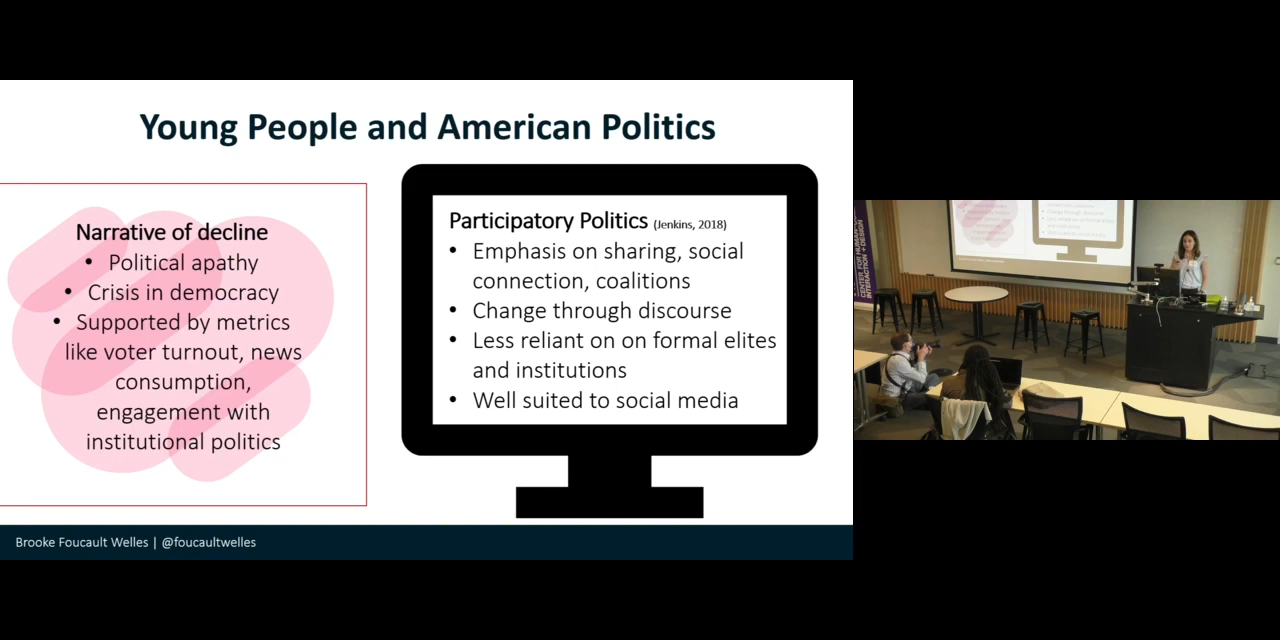 Young People and American Politics
Narrative of decline
• Political apathy
• Crisis in democracy
• Supported by metrics
like voter turnout, news
consumption,
engagement with
institutional politics
Participatory Politics (Jenkins, 2018)
• Emphasis on sharing, social
connection, coalitions
• Change through discourse
• Less reliant on on formal elites
and institutions
• Well suited to social media
Brooke Foucault Welles | @foucaultwelles
INTERACTION + DESIGN